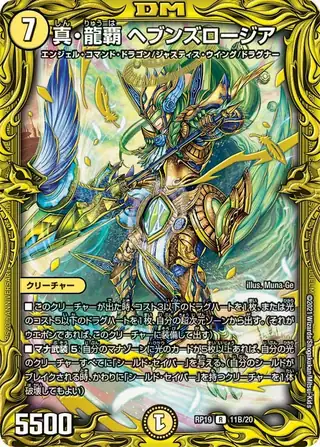 DM
7
真・龍覇 ヘブンズロージア
しん りゅうは
エンジェル・コマンド・ドラゴン/ジャスティス・ウイング/ドラグナー
illus. Muna-Ge
クリーチャー
■このクリーチャーが出た時、コスト3以下のドラグハートを1枚、または光
のコスト5以下のドラグハートを1枚、自分の超次元ゾーンから出す。(それが
ウエポンであれば、このクリーチャーに装備して出す)
■マナ武装 5:自分のマナゾーンに光のカードが5枚以上あれば、自分の光
のクリーチャーすべてに「シールド・セイバー」を与える。(自分のシールドが
ブレイクされる時、かわりに「シールド・セイバー」を持つクリーチャーを1体
破壊してもよい)
5500
1
RP19 R 11B/20